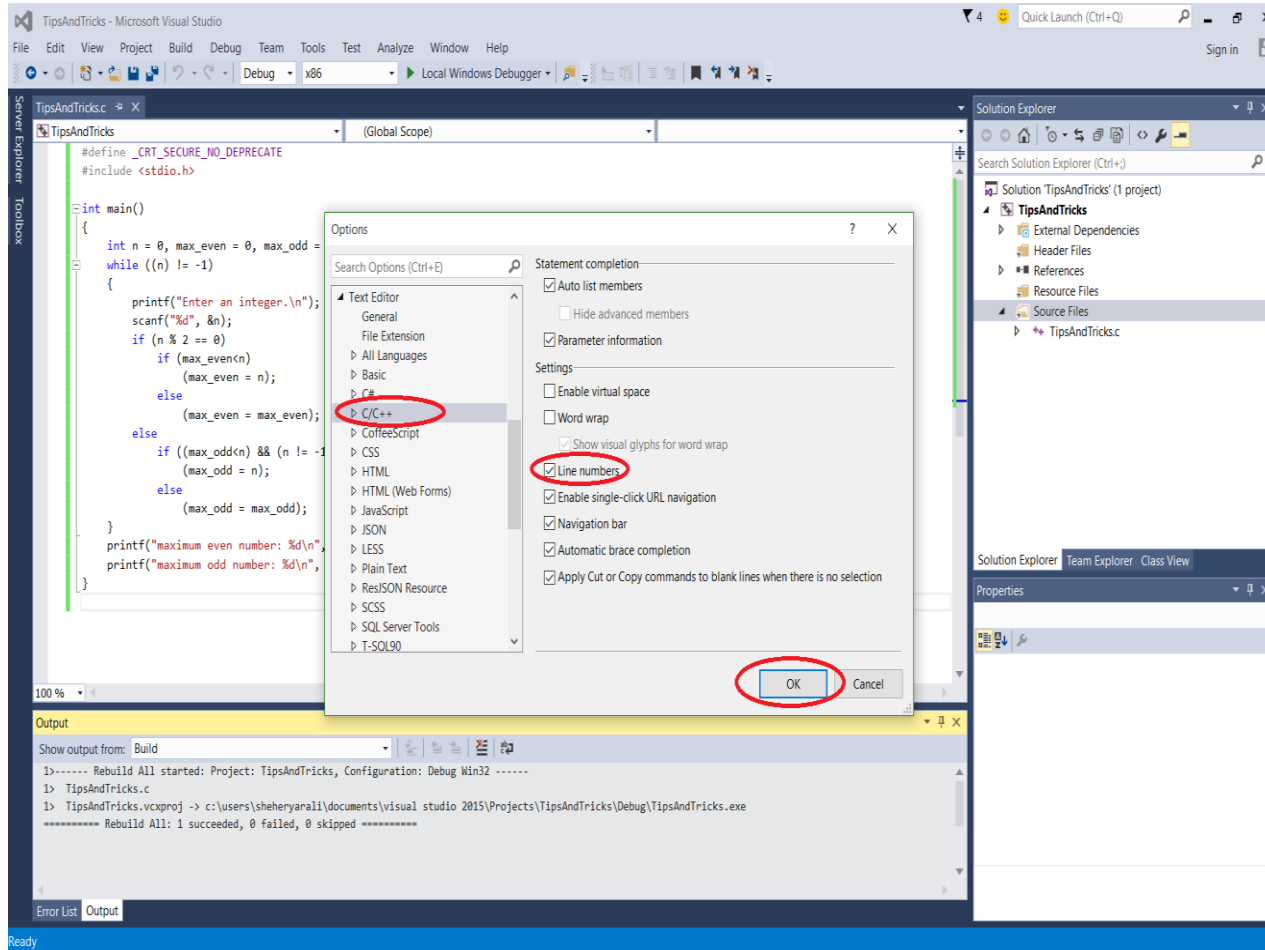 TipsAndTricks - Microsoft Visual Studio
4
Quick Launch (Ctrl+Q)
File Edit View Project Build Debug Team Tools Test Analyze Window Help
Sign in
Debug x86 Local Windows Debugger
Server Explorer
Toolbox
TipsAndTricks.c
TipsAndTricks (Global Scope)
#define _CRT_SECURE_NO_DEPRECATE
#include <stdio.h>
int main()
{
int n = 0, max_even = 0, max_odd =
while ((n) != -1)
{
printf("Enter an integer.\n");
scanf("%d", &n);
if (n % 2 == 0)
if (max_even<n)
(max_even = n);
else
(max_even = max_even);
else
if ((max_odd<n) && (n != -1
(max_odd = n);
else
(max_odd = max_odd);
}
printf("maximum even number: %d\n",
printf("maximum odd number: %d\n",
}
100 %
Options
? X
Search Options (Ctrl+E)
Text Editor
General
File Extension
All Languages
Basic
C#
C/C++
CoffeeScript
CSS
HTML
HTML (Web Forms)
JavaScript
JSON
LESS
Plain Text
ResJSON Resource
SCSS
SQL Server Tools
T-SQL90
Statement completion
Auto list members
Hide advanced members
Parameter information
Settings
Enable virtual space
Word wrap
Show visual glyphs for word wrap
Line numbers
Enable single-click URL navigation
Navigation bar
Automatic brace completion
Apply Cut or Copy commands to blank lines when there is no selection
OK Cancel
Solution Explorer
Search Solution Explorer (Ctrl+;)
Solution 'TipsAndTricks' (1 project)
TipsAndTricks
External Dependencies
Header Files
References
Resource Files
Source Files
TipsAndTricks.c
Solution Explorer Team Explorer Class View
Properties
Output
Show output from: Build
1>------ Rebuild All started: Project: TipsAndTricks, Configuration: Debug Win32 ------
1> TipsAndTricks.c
1> TipsAndTricks.vcxproj -> c:\users\sheheryarali\documents\visual studio 2015\Projects\TipsAndTricks\Debug\TipsAndTricks.exe
========== Rebuild All: 1 succeeded, 0 failed, 0 skipped ==========
Error List Output
Ready